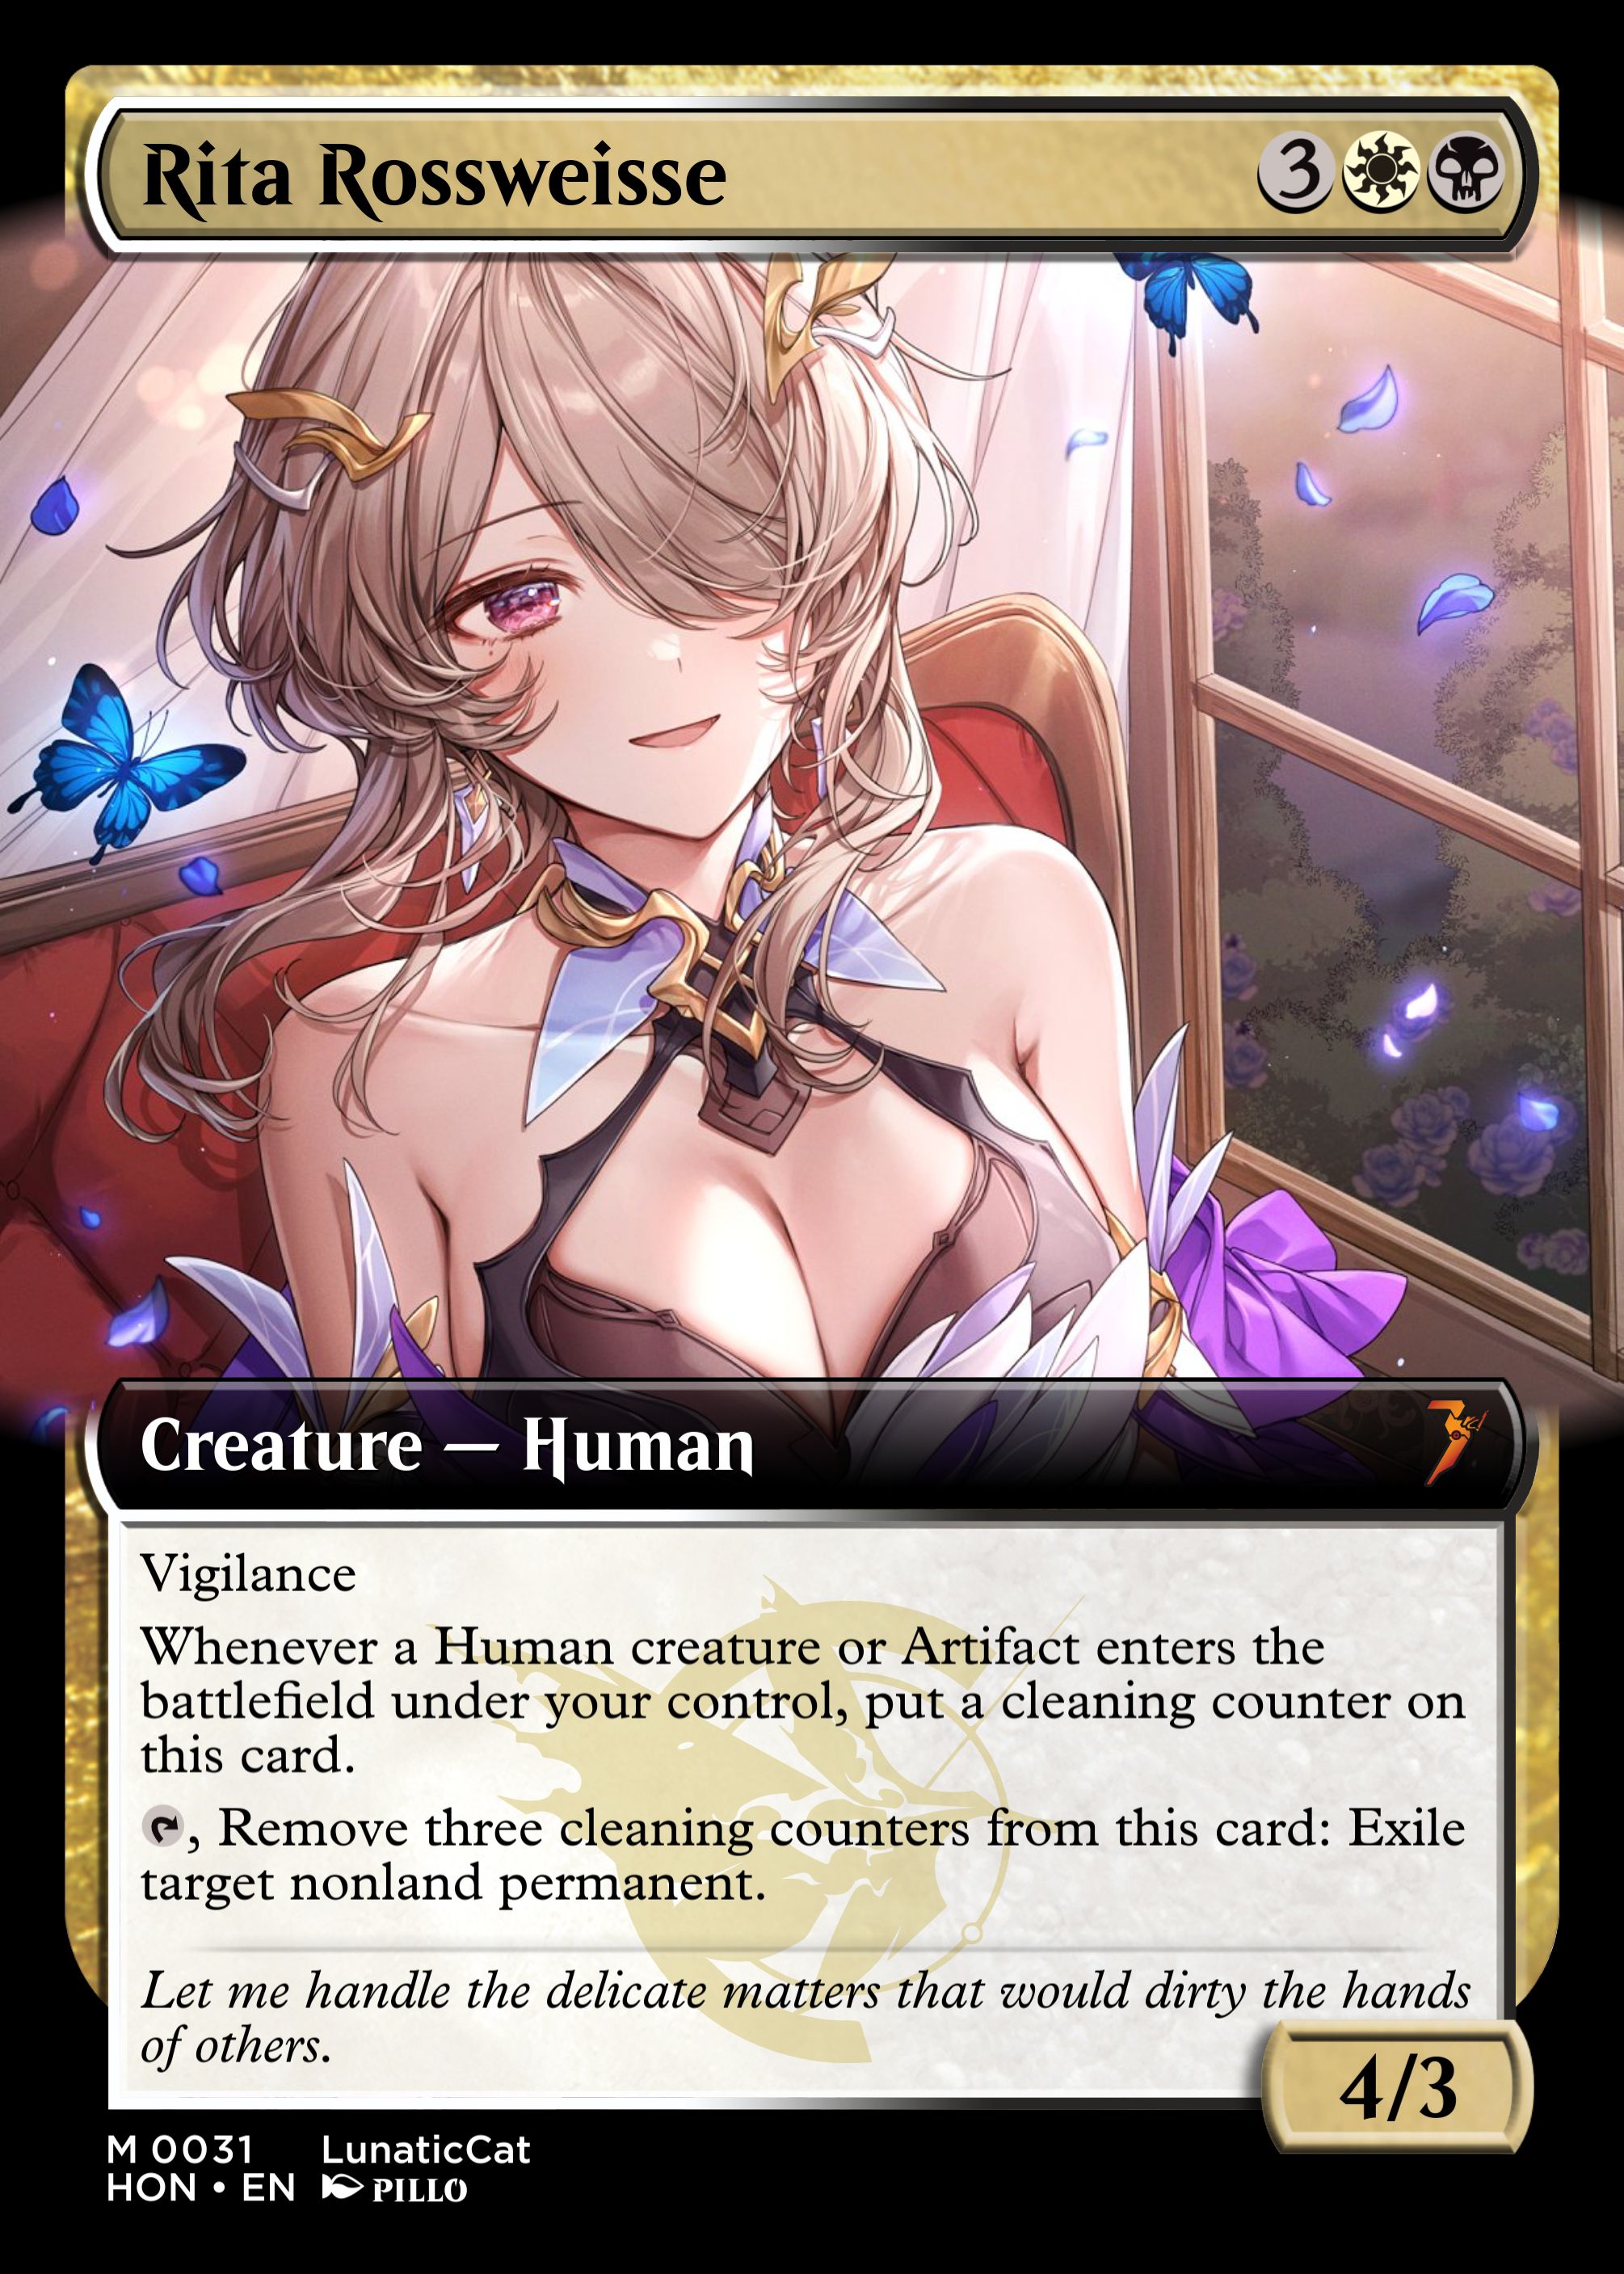 Rita Rossweisse 3
Creature — Human 3rd
Vigilance
Whenever a Human creature or Artifact enters the
battlefield under your control, put a cleaning counter on
this card.
, Remove three cleaning counters from this card: Exile
target nonland permanent.
Let me handle the delicate matters that would dirty the hands
of others.
4/3
M 0031 LunaticCat
HON • EN PILLO